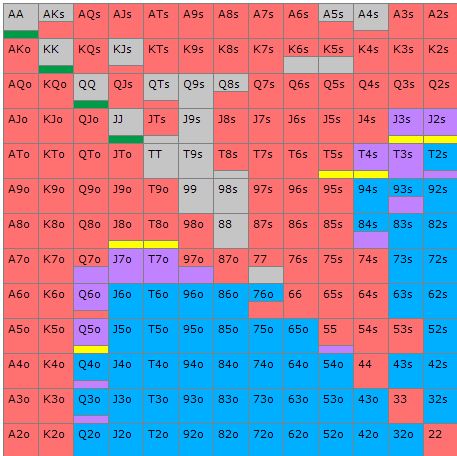 AA AKs AQs AJs ATs A9s A8s A7s A6s A5s A4s A3s A2s
AKo KK KQs KJs KTs K9s K8s K7s K6s K5s K4s K3s K2s
AQo KQo QQ QJs QTs Q9s Q8s Q7s Q6s Q5s Q4s Q3s Q2s
AJo KJo QJo JJ JTs J9s J8s J7s J6s J5s J4s J3s J2s
ATo KTo QTo JTo TT T9s T8s T7s T6s T5s T4s T3s T2s
A9o K9o Q9o J9o T9o 99 98s 97s 96s 95s 94s 93s 92s
A8o K8o Q8o J8o T8o 98o 88 87s 86s 85s 84s 83s 82s
A7o K7o Q7o J7o T7o 97o 87o 77 76s 75s 74s 73s 72s
A6o K6o Q6o J6o T6o 96o 86o 76o 66 65s 64s 63s 62s
A5o K5o Q5o J5o T5o 95o 85o 75o 65o 55 54s 53s 52s
A4o K4o Q4o J4o T4o 94o 84o 74o 64o 54o 44 43s 42s
A3o K3o Q3o J3o T3o 93o 83o 73o 63o 53o 43o 33 32s
A2o K2o Q2o J2o T2o 92o 82o 72o 62o 52o 42o 32o 22